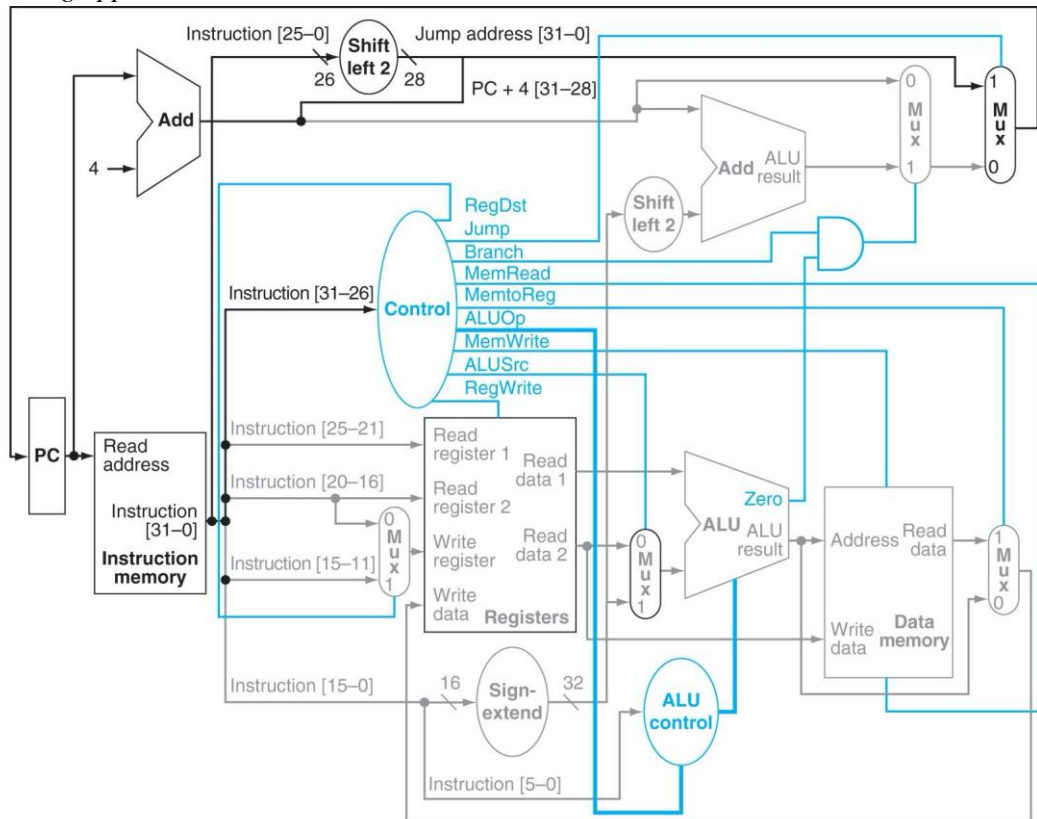 Instruction [25–0]
26
Shift
left 2
28
Jump address [31–0]
PC + 4 [31–28]
Add
4
0
M
u
x
1
1
M
u
x
0
Add
ALU
result
Shift
left 2
RegDst
Jump
Branch
MemRead
MemtoReg
ALUOp
MemWrite
ALUSrc
RegWrite
Control
Instruction [31–26]
PC
Read
address
Instruction
[31–0]
Instruction
memory
Instruction [25–21]
Instruction [20–16]
Instruction [15–11]
0
M
u
x
1
Read
register 1
Read
register 2
Write
register
Write
data
Read
data 1
Read
data 2
Registers
0
M
u
x
1
Zero
ALU
ALU
result
Address
Read
data
Write
data
Data
memory
1
M
u
x
0
Instruction [15–0]
16
Sign-
extend
32
ALU
control
Instruction [5–0]